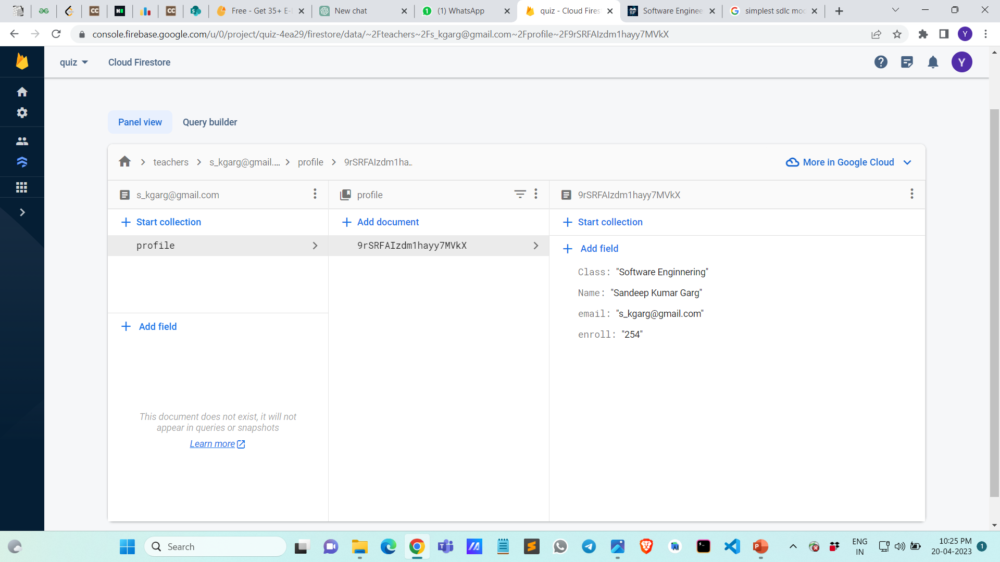 Free - Get 35+ E-l
New chat
(1) WhatsApp
quiz - Cloud Fires
Software Enginee
simplest sdlc mod
console.firebase.google.com/u/0/project/quiz-4ea29/firestore/data/~2Fteachers~2Fs_kgarg@gmail.com~2Fprofile~2F9rSRFAIzdm1hayy7MVkX
Y
quiz
Cloud Firestore
Y
Panel view
Query builder
teachers
s_kgarg@gmail....
profile
9rSRFAIzdm1ha..
More in Google Cloud
s_kgarg@gmail.com
profile
9rSRFAIzdm1hayy7MVkX
Start collection
Add document
Start collection
profile
9rSRFAIzdm1hayy7MVkX
Add field
Class: "Software Enginnering"
Name: "Sandeep Kumar Garg"
email: "s_kgarg@gmail.com"
enroll: "254"
Add field
This document does not exist, it will not
appear in queries or snapshots
Learn more
Search
ENG
IN
10:25 PM
20-04-2023
1